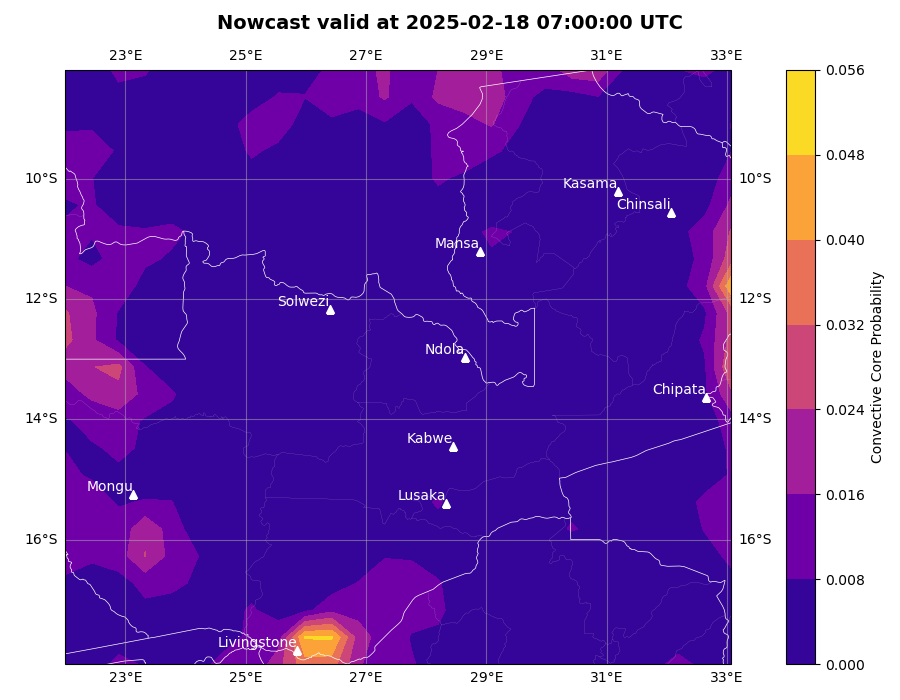 Nowcast valid at 2025-02-18 07:00:00 UTC
23°E 25°E 27°E 29°E 31°E 33°E
0.056
0.048
10°S 10°S
Kasama
Chinsali
Mansa
0.040
12°S 12°S
Solwezi
0.032
Ndola
Convective Core Probability
Chipata
0.024
14°S 14°S
Kabwe
Mongu
Lusaka
0.016
16°S 16°S
0.008
Livingstone
0.000
23°E 25°E 27°E 29°E 31°E 33°E